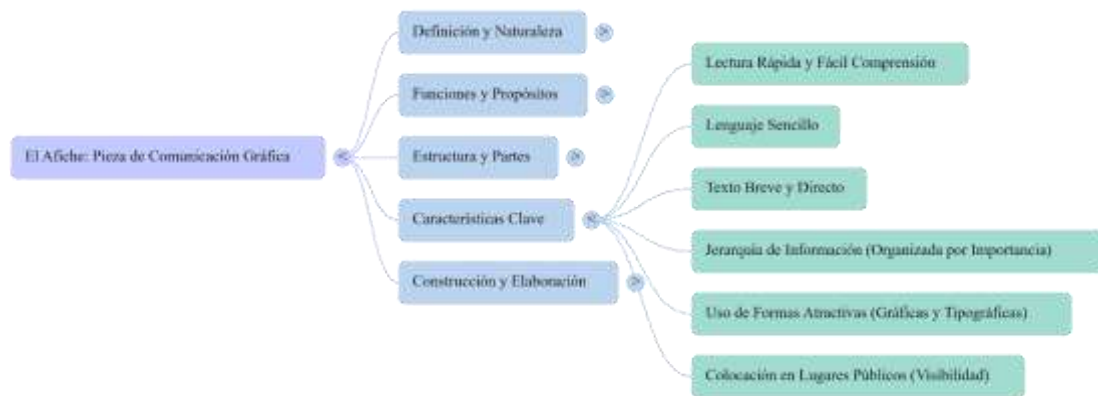 El Afiche: Pieza de Comunicación Gráfica
Definición y Naturaleza
Funciones y Propósitos
Estructura y Partes
Características Clave
Construcción y Elaboración
Lectura Rápida y Fácil Comprensión
Lenguaje Sencillo
Texto Breve y Directo
Jerarquía de Información (Organizada por Importancia)
Uso de Formas Atractivas (Gráficas y Tipográficas)
Colocación en Lugares Públicos (Visibilidad)